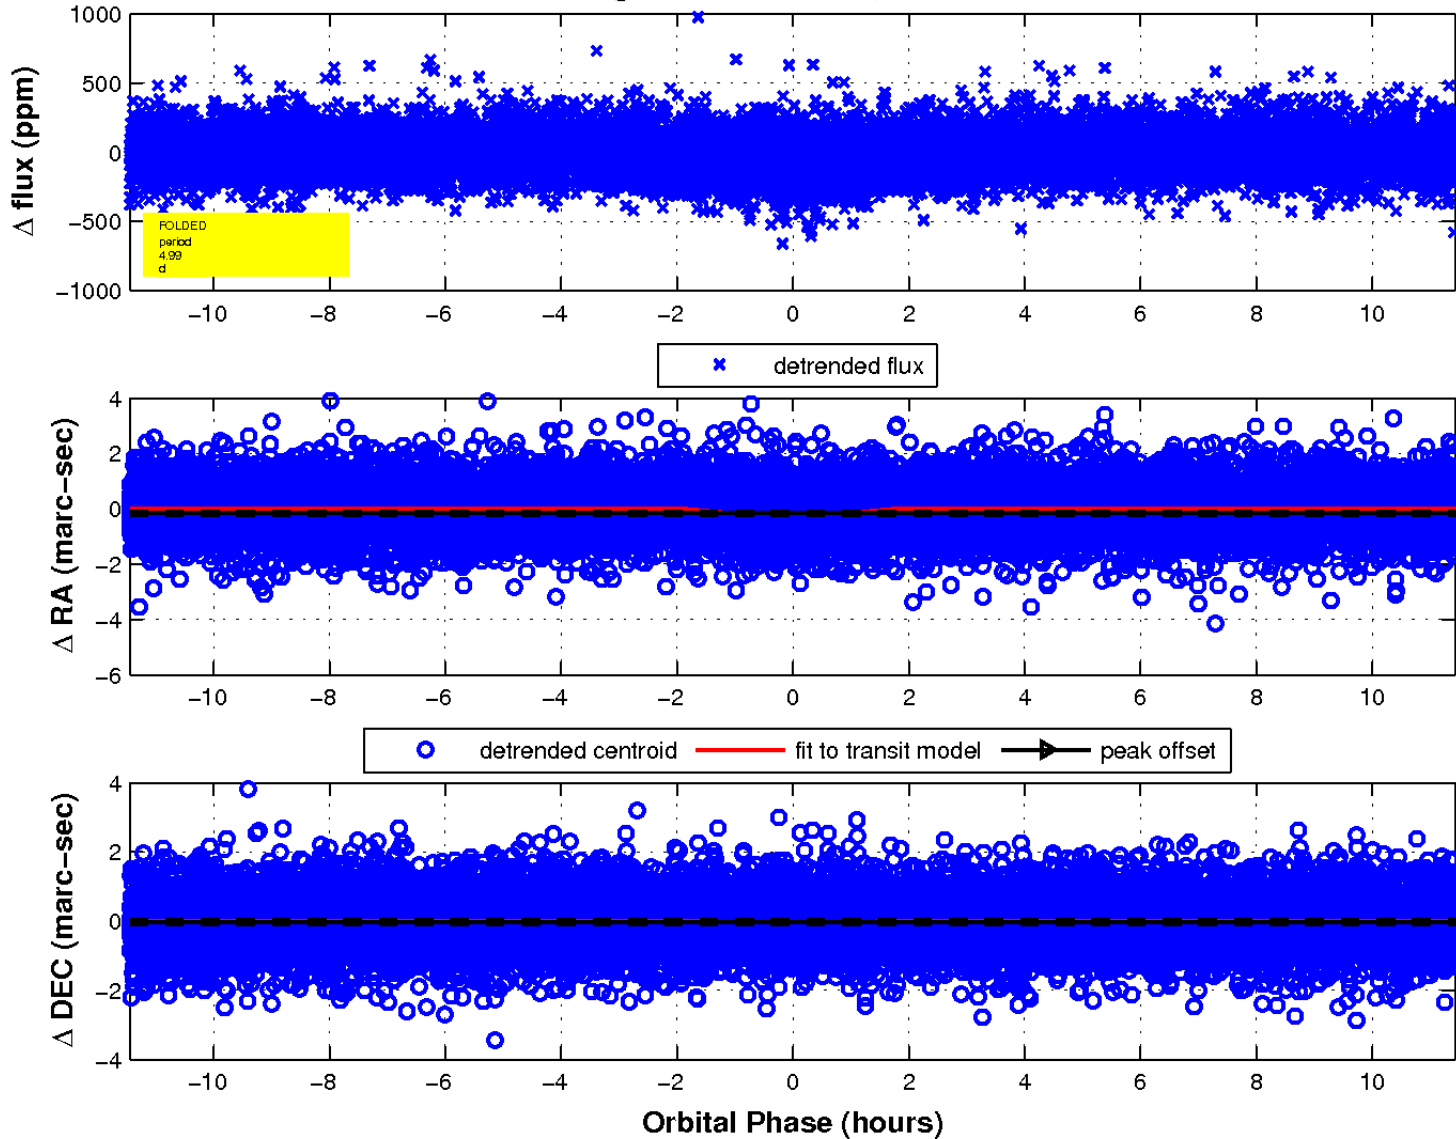 1000
500
0
−500
−1000
Δ flux (ppm)
FOLDED
period
4.99
d
−10 −8 −6 −4 −2 0 2 4 6 8 10
detrended flux
4
2
0
−2
−4
−6
Δ RA (marc−sec)
−10 −8 −6 −4 −2 0 2 4 6 8 10
detrended centroid fit to transit model peak offset
4
2
0
−2
−4
Δ DEC (marc−sec)
−10 −8 −6 −4 −2 0 2 4 6 8 10
Orbital Phase (hours)